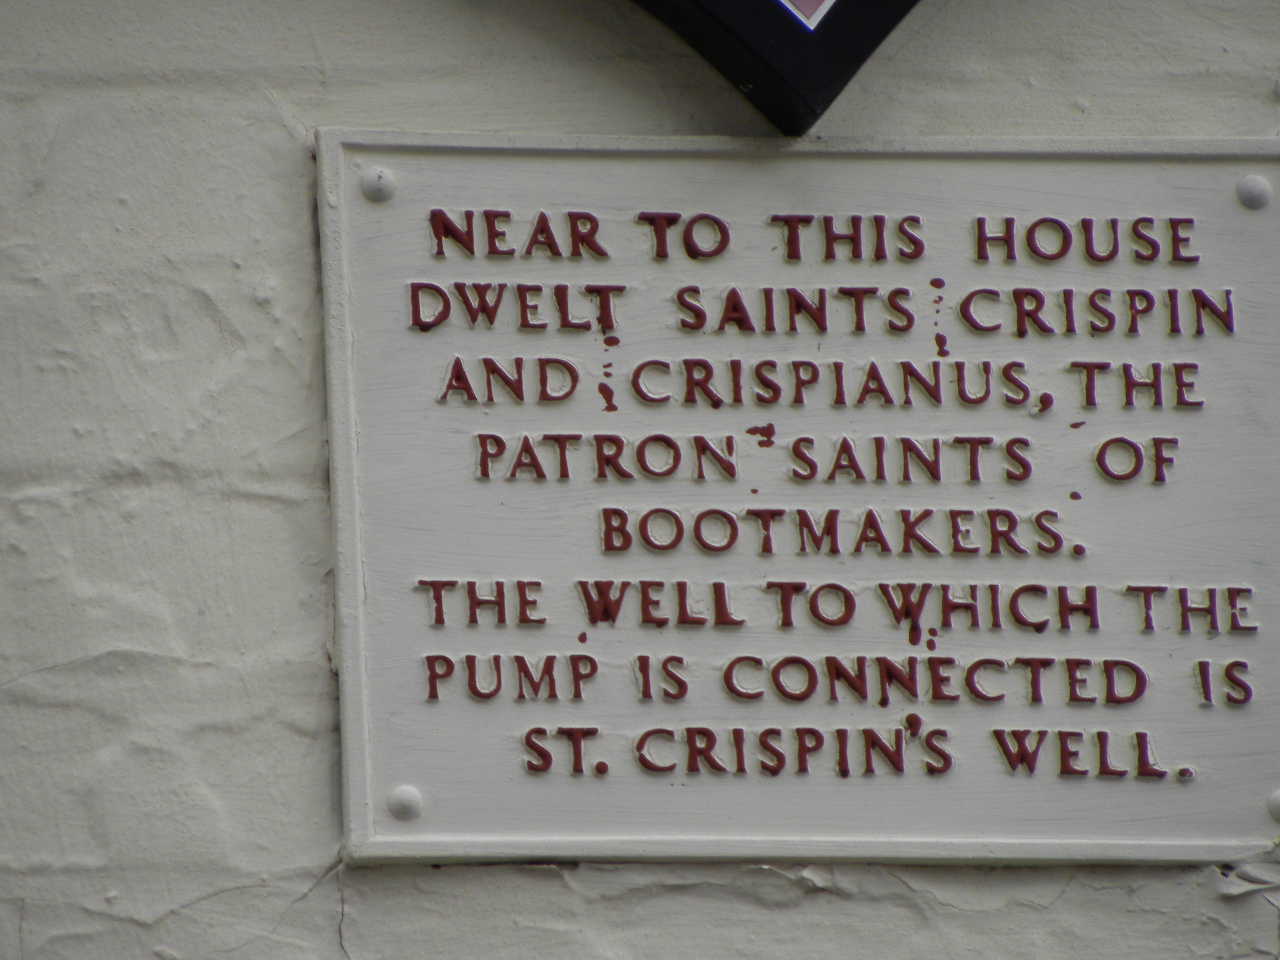 NEAR TO THIS HOUSE
DWELT SAINTS CRISPIN
AND CRISPIANUS, THE
PATRON SAINTS OF
BOOTMAKERS.
THE WELL TO WHICH THE
PUMP IS CONNECTED IS
ST. CRISPIN'S WELL.